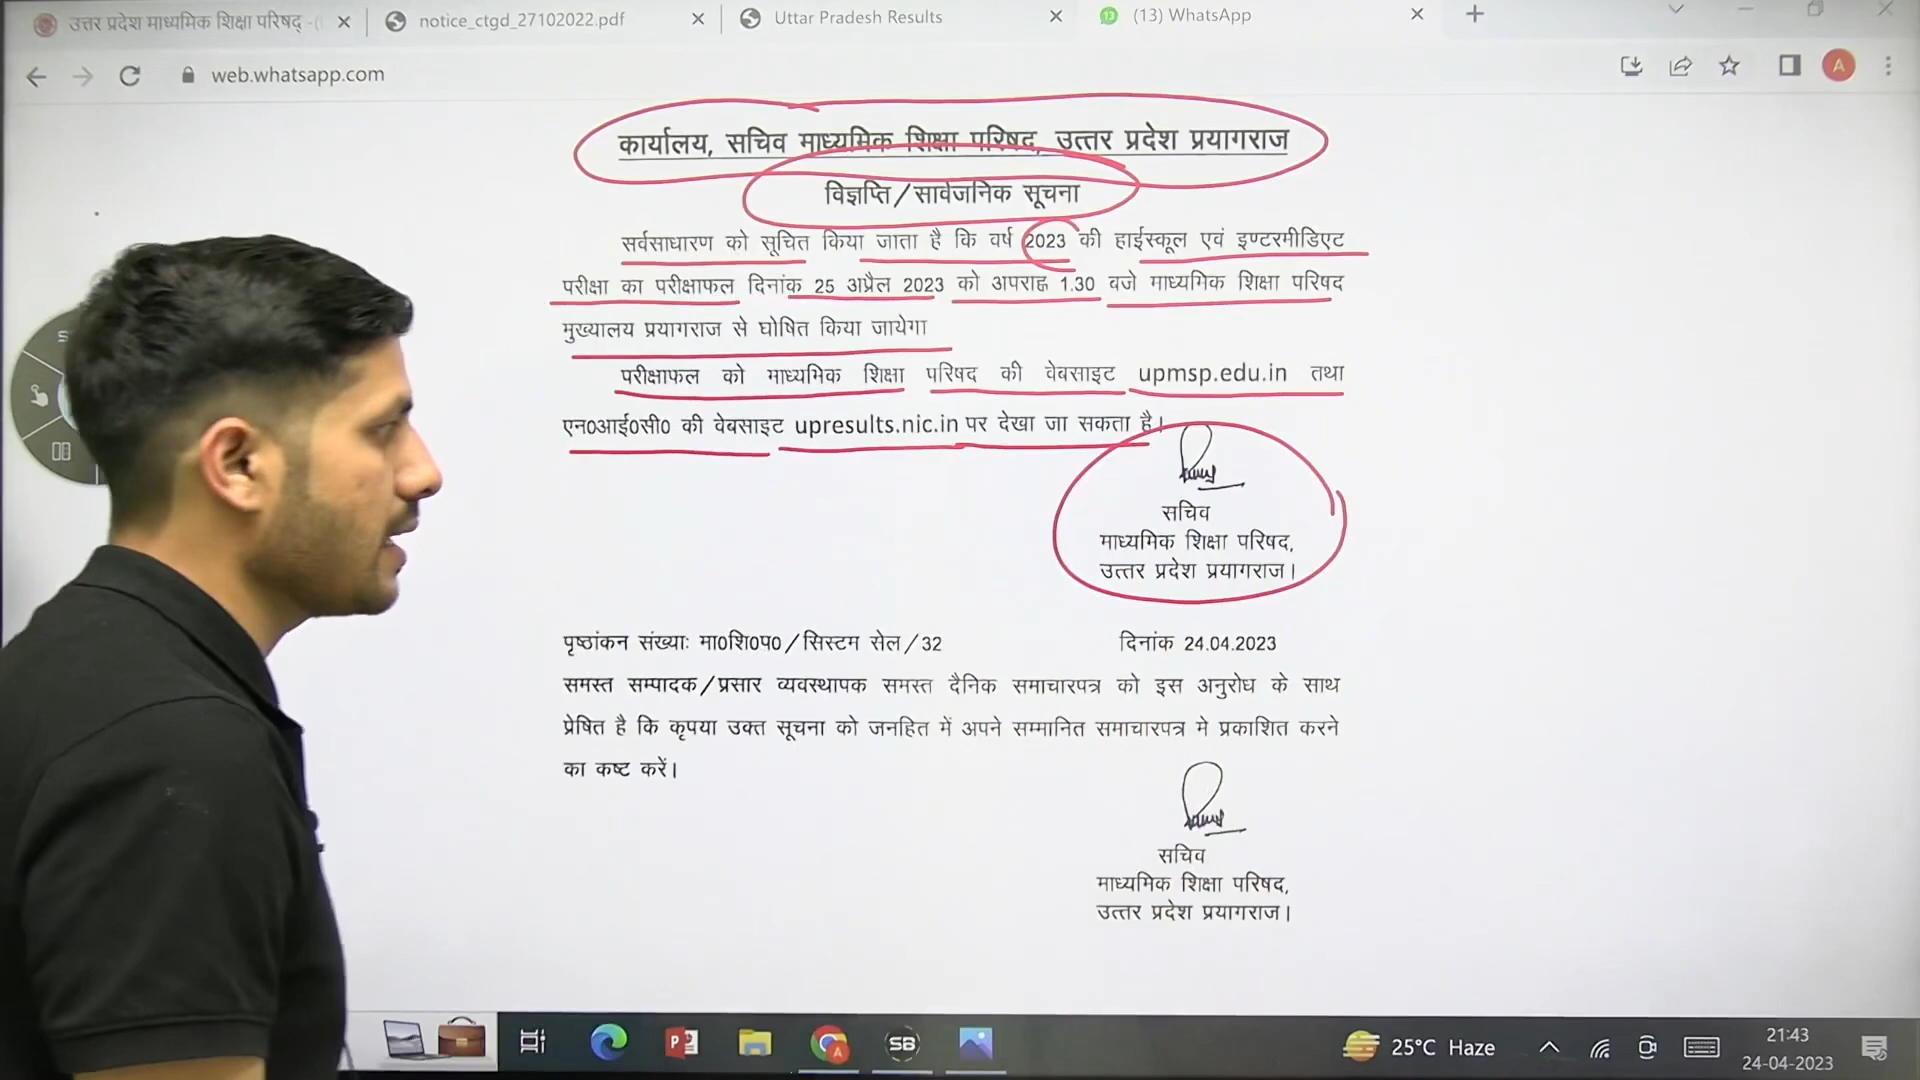 उत्तर प्रदेश माध्यमिक शिक्षा परिषद् -(
notice_ctgd_27102022.pdf
Uttar Pradesh Results
(13) WhatsApp
web.whatsapp.com
A
कार्यालय, सचिव माध्यमिक शिक्षा परिषद, उत्तर प्रदेश प्रयागराज
विज्ञप्ति/सार्वजनिक सूचना
सर्वसाधारण को सूचित किया जाता है कि वर्ष 2023 की हाईस्कूल एवं इण्टरमीडिएट
परीक्षा का परीक्षाफल दिनांक 25 अप्रैल 2023 को अपराह्न 1.30 वजे माध्यमिक शिक्षा परिषद
मुख्यालय प्रयागराज से घोषित किया जायेगा
परीक्षाफल को माध्यमिक शिक्षा परिषद की वेबसाइट upmsp.edu.in तथा
एन०आई०सी० की वेबसाइट upresults.nic.in पर देखा जा सकता है।
सचिव
माध्यमिक शिक्षा परिषद,
उत्तर प्रदेश प्रयागराज।
पृष्ठांकन संख्याः मा०शि०प०/सिस्टम सेल/32 दिनांक 24.04.2023
समस्त सम्पादक/प्रसार व्यवस्थापक समस्त दैनिक समाचारपत्र को इस अनुरोध के साथ
प्रेषित है कि कृपया उक्त सूचना को जनहित में अपने सम्मानित समाचारपत्र मे प्रकाशित करने
का कष्ट करें।
सचिव
माध्यमिक शिक्षा परिषद,
उत्तर प्रदेश प्रयागराज।
SB
25°C Haze
21:43
24-04-2023